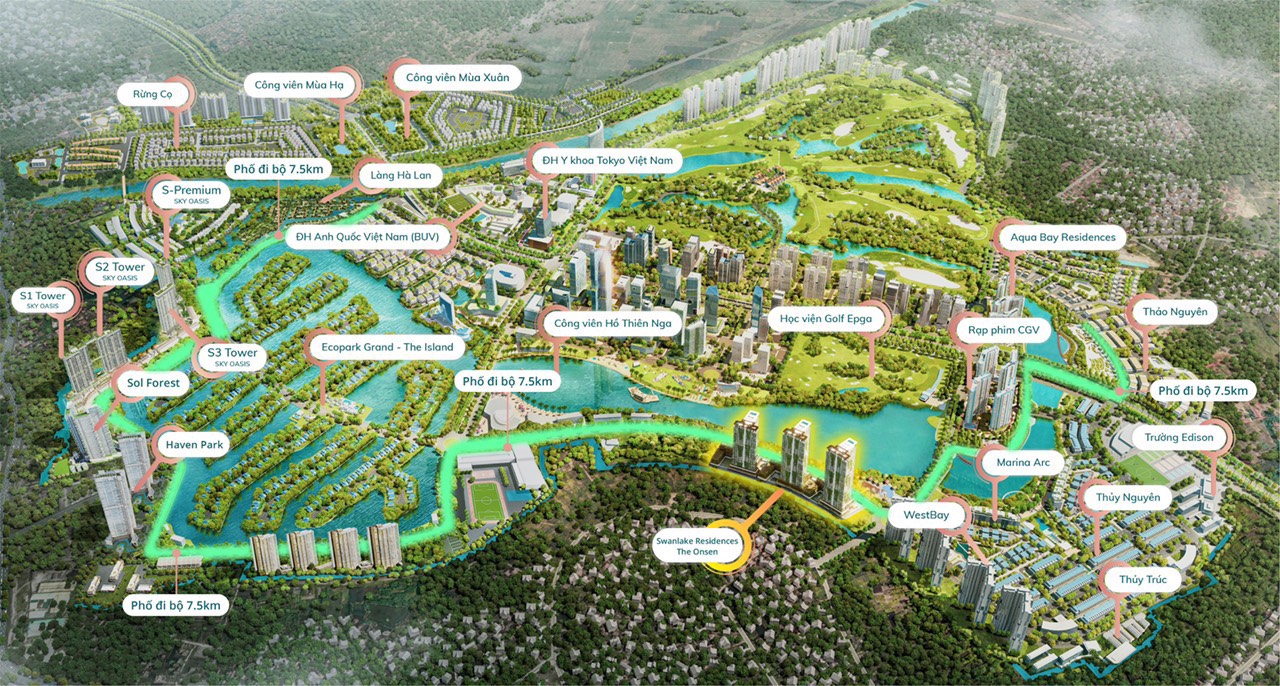 Công viên Mùa Xuân
Công viên Mùa Hạ
Rừng Cọ
ĐH Y khoa Tokyo Việt Nam
Phố đi bộ 7.5km
Làng Hà Lan
S-Premium
SKY OASIS
ĐH Anh Quốc Việt Nam (BUV)
Aqua Bay Residences
S2 Tower
SKY OASIS
S1 Tower
SKY OASIS
Thảo Nguyên
Công viên Hồ Thiên Nga
Học viện Golf Epga
Rạp phim CGV
Ecopark Grand - The Island
S3 Tower
SKY OASIS
Sol Forest
Phố đi bộ 7.5km
Phố đi bộ 7.5km
Haven Park
Trường Edison
Marina Arc
Thủy Nguyên
WestBay
Swanlake Residences
The Onsen
Thủy Trúc
Phố đi bộ 7.5km